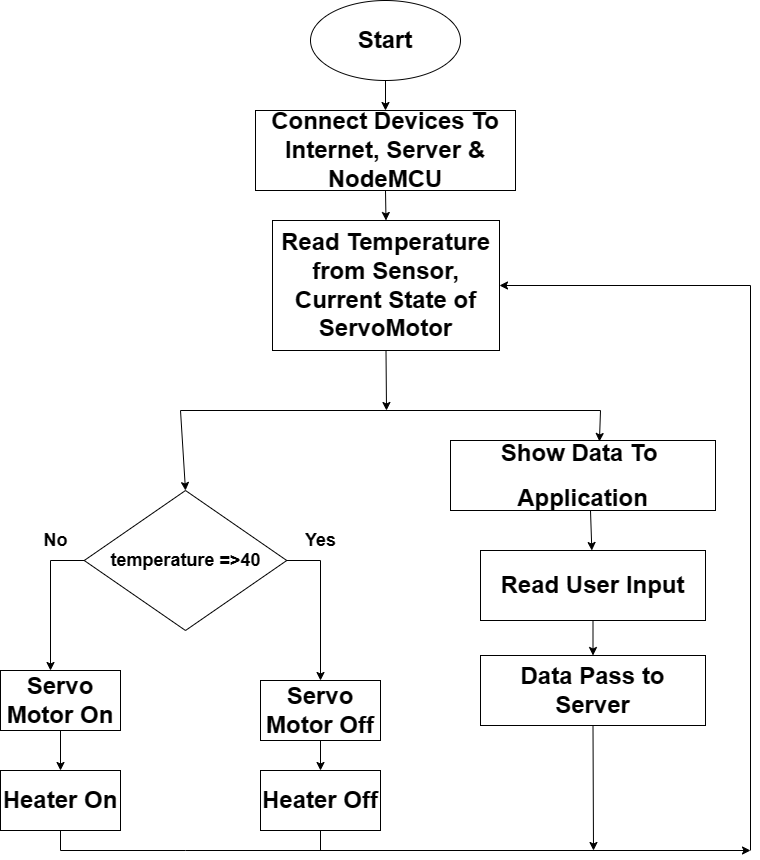 Start
Connect Devices To
Internet, Server &
NodeMCU
Read Temperature
from Sensor,
Current State of
ServoMotor
Show Data To
Application
No
temperature =>40
Yes
Read User Input
Servo
Motor On
Servo
Motor Off
Data Pass to
Server
Heater On
Heater Off